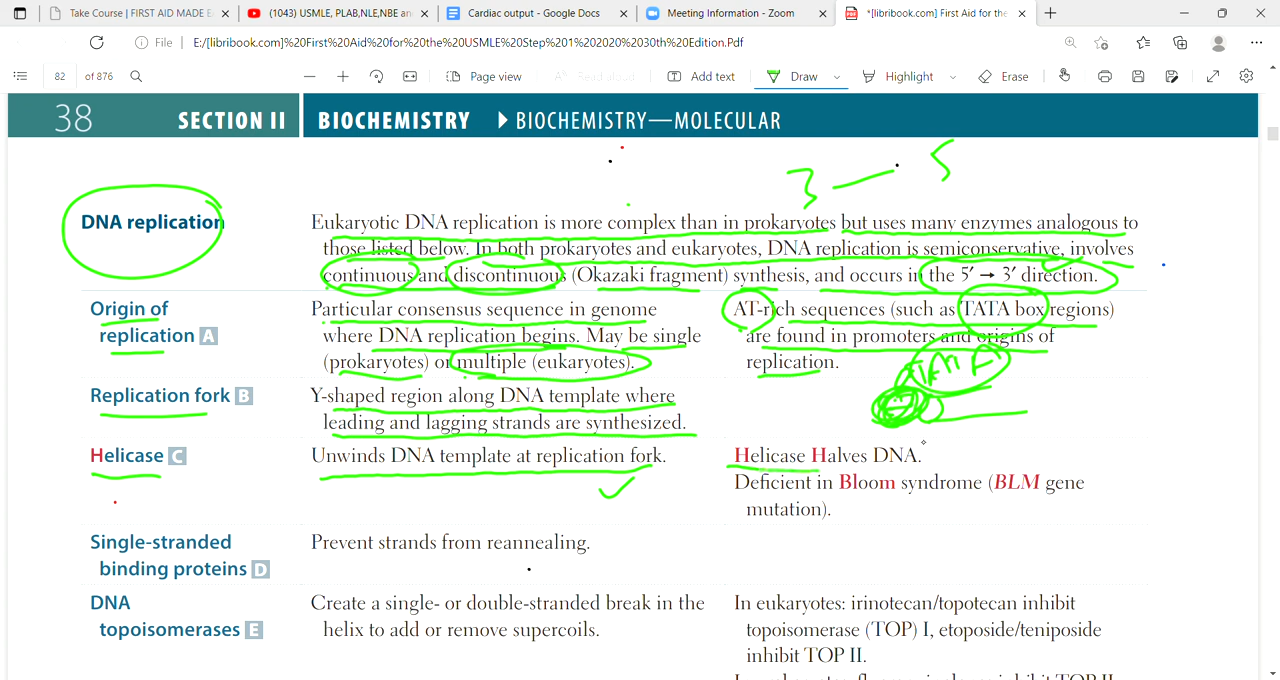 Take Course | FIRST AID MADE E
(1043) USMLE, PLAB,NLE,NBE an
Cardiac output - Google Docs
Meeting Information - Zoom
*[libribook.com] First Aid for the
File
E:/[libribook.com]%20First%20Aid%20for%20the%20USMLE%20Step%201%202020%2030th%20Edition.Pdf
82 of 876
Page view
Read aloud
Add text
Draw
Highlight
Erase
38 SECTION II BIOCHEMISTRY BIOCHEMISTRY—MOLECULAR
3 — 5
DNA replication
Eukaryotic DNA replication is more complex than in prokaryotes but uses many enzymes analogous to
those listed below. In both prokaryotes and eukaryotes, DNA replication is semiconservative, involves
continuous and discontinuous (Okazaki fragment) synthesis, and occurs in the 5′ → 3′ direction.
Origin of
replication A
Particular consensus sequence in genome
where DNA replication begins. May be single
(prokaryotes) or multiple (eukaryotes).
AT-rich sequences (such as TATA box regions)
are found in promoters and origins of
replication.
Replication fork B
Y-shaped region along DNA template where
leading and lagging strands are synthesized.
Helicase C
Unwinds DNA template at replication fork.
Helicase Halves DNA.
Deficient in Bloom syndrome (BLM gene
mutation).
Single-stranded
binding proteins D
Prevent strands from reannealing.
DNA
topoisomerases E
Create a single- or double-stranded break in the
helix to add or remove supercoils.
In eukaryotes: irinotecan/topotecan inhibit
topoisomerase (TOP) I, etoposide/teniposide
inhibit TOP II.